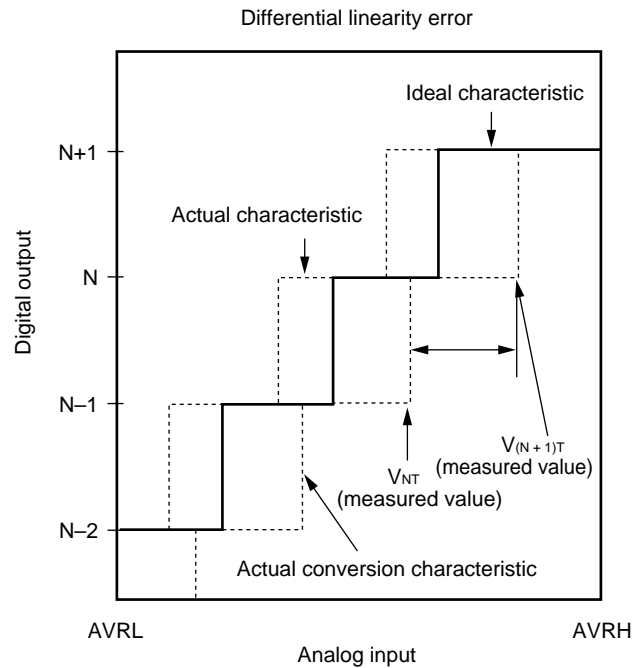 Differential linearity error
Ideal characteristic
N+1
Actual characteristic
N
Digital output
N–1
V(N + 1)T
(measured value)
VNT
(measured value)
N–2
Actual conversion characteristic
AVRL
AVRH
Analog input